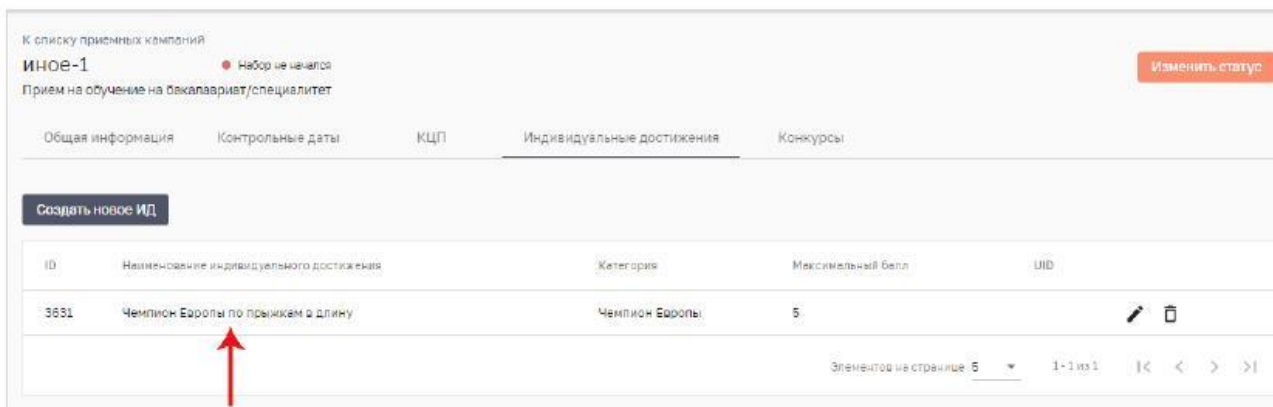 К списку приемных кампаний
иное-1
Набор не начался
Изменить статус
Прием на обучение на бакалавриат/специалитет
Общая информация Контрольные даты КЦП Индивидуальные достижения Конкурсы
Создать новое ИД
ID Наименование индивидуального достижения Категория Максимальный балл UID
3631 Чемпион Европы по прыжкам в длину Чемпион Европы 5
Элементов на странице 5 1 - 1 из 1